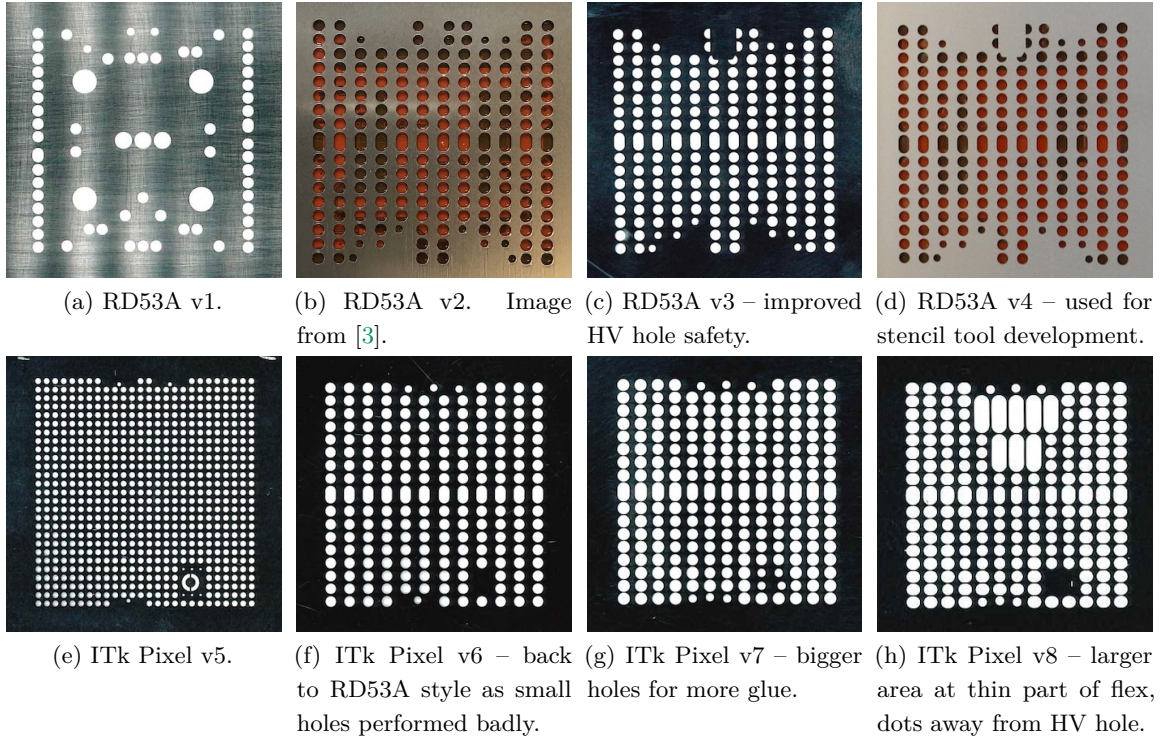 (a) RD53A v1.
(b) RD53A v2. Image
from [3].
(c) RD53A v3 – improved
HV hole safety.
(d) RD53A v4 – used for
stencil tool development.
(e) ITk Pixel v5.
(f) ITk Pixel v6 – back
to RD53A style as small
holes performed badly.
(g) ITk Pixel v7 – bigger
holes for more glue.
(h) ITk Pixel v8 – larger
area at thin part of flex,
dots away from HV hole.